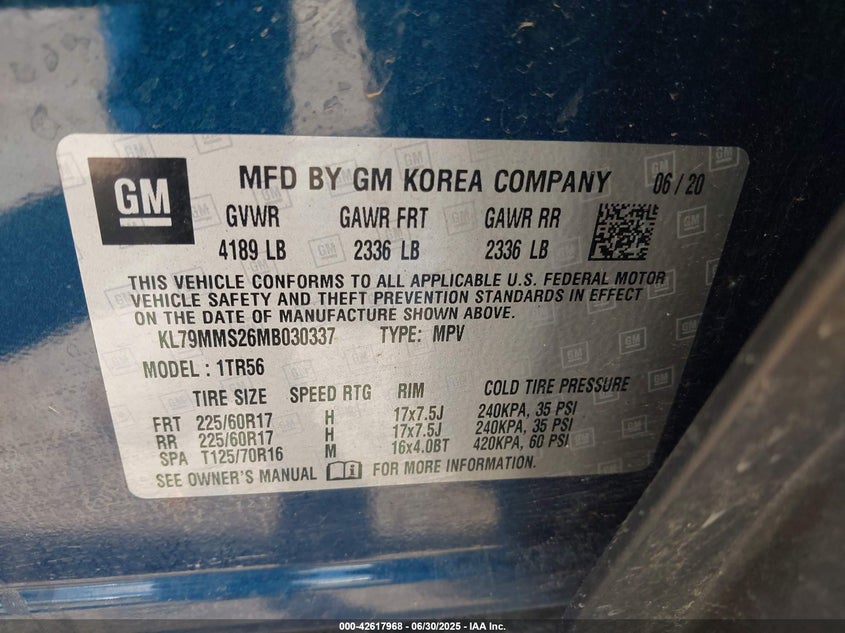 GM
MFD BY GM KOREA COMPANY 06/20
GVWR GAWR FRT GAWR RR
4189 LB 2336 LB 2336 LB
THIS VEHICLE CONFORMS TO ALL APPLICABLE U.S. FEDERAL MOTOR
VEHICLE SAFETY AND THEFT PREVENTION STANDARDS IN EFFECT
ON THE DATE OF MANUFACTURE SHOWN ABOVE.
KL79MMS26MB030337 TYPE: MPV
MODEL : 1TR56
TIRE SIZE SPEED RTG RIM COLD TIRE PRESSURE
FRT 225/60R17 H 17x7.5J 240KPA, 35 PSI
RR 225/60R17 H 17x7.5J 240KPA, 35 PSI
SPA T125/70R16 M 16x4.0BT 420KPA, 60 PSI
SEE OWNER'S MANUAL FOR MORE INFORMATION.
000-42617968 - 06/30/2025 - IAA Inc.